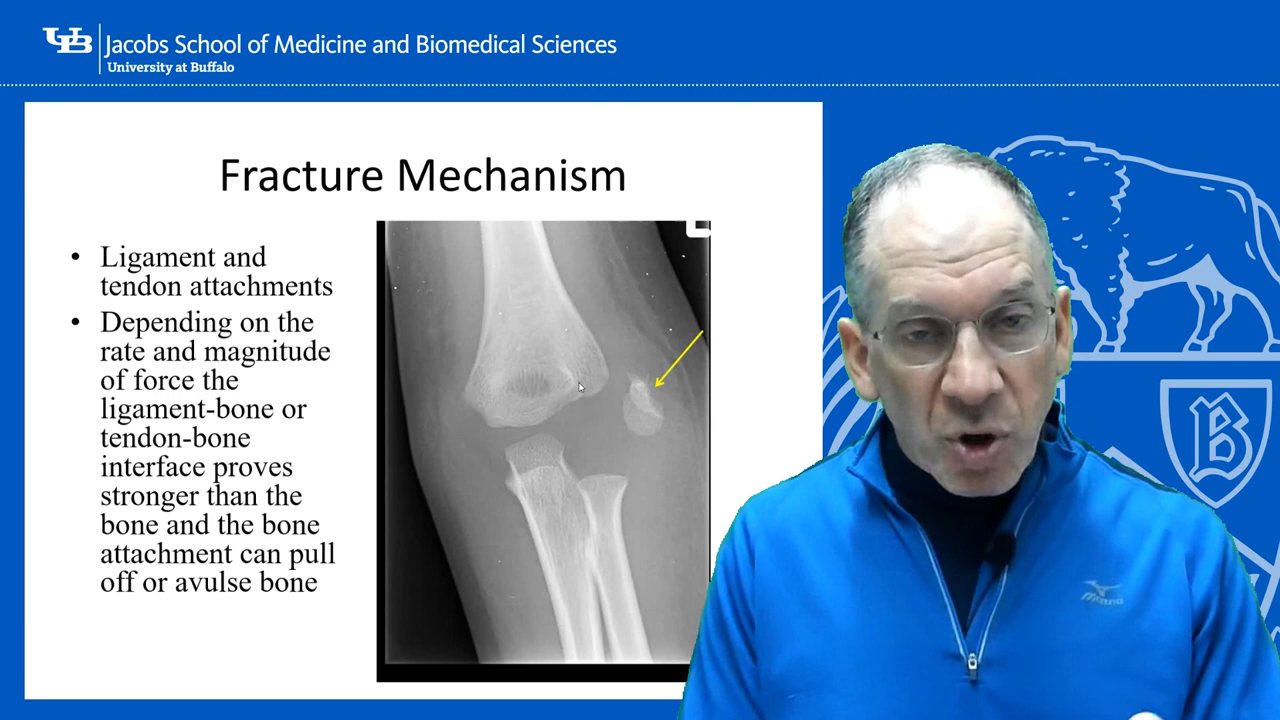 UB Jacobs School of Medicine and Biomedical Sciences
University at Buffalo
Fracture Mechanism
• Ligament and
tendon attachments
• Depending on the
rate and magnitude
of force the
ligament-bone or
tendon-bone
interface proves
stronger than the
bone and the bone
attachment can pull
off or avulse bone
L
B
MIZUNO